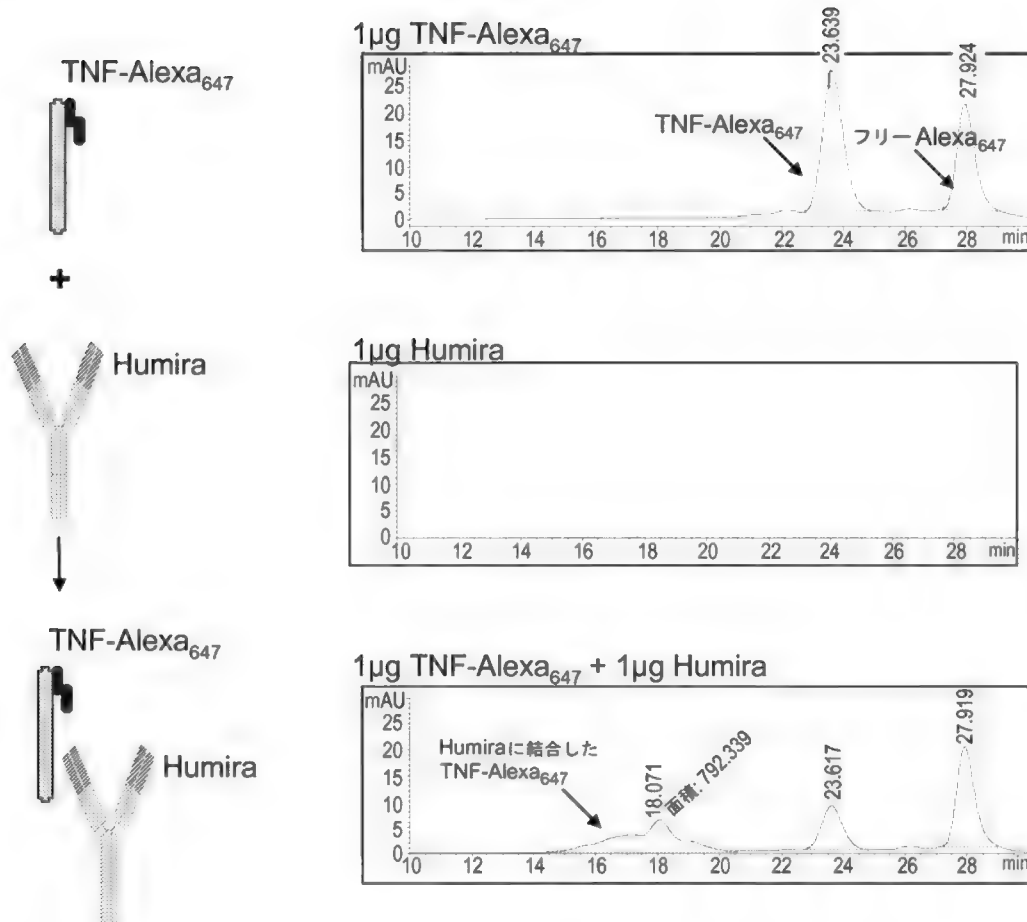 TNF-Alexa647
+
Humira
TNF-Alexa647
Humira
1µg TNF-Alexa647
mAU
25
20
15
10
5
0
10 12 14 16 18 20 22 24 26 28 min
TNF-Alexa647
23.639
フリーAlexa647
27.924
1µg Humira
mAU
25
20
15
10
5
0
10 12 14 16 18 20 22 24 26 28 min
1µg TNF-Alexa647 + 1µg Humira
mAU
25
20
15
10
5
0
10 12 14 16 18 20 22 24 26 28 min
Humiraに結合した
TNF-Alexa647
18.071
面積: 792.339
23.617
27.919